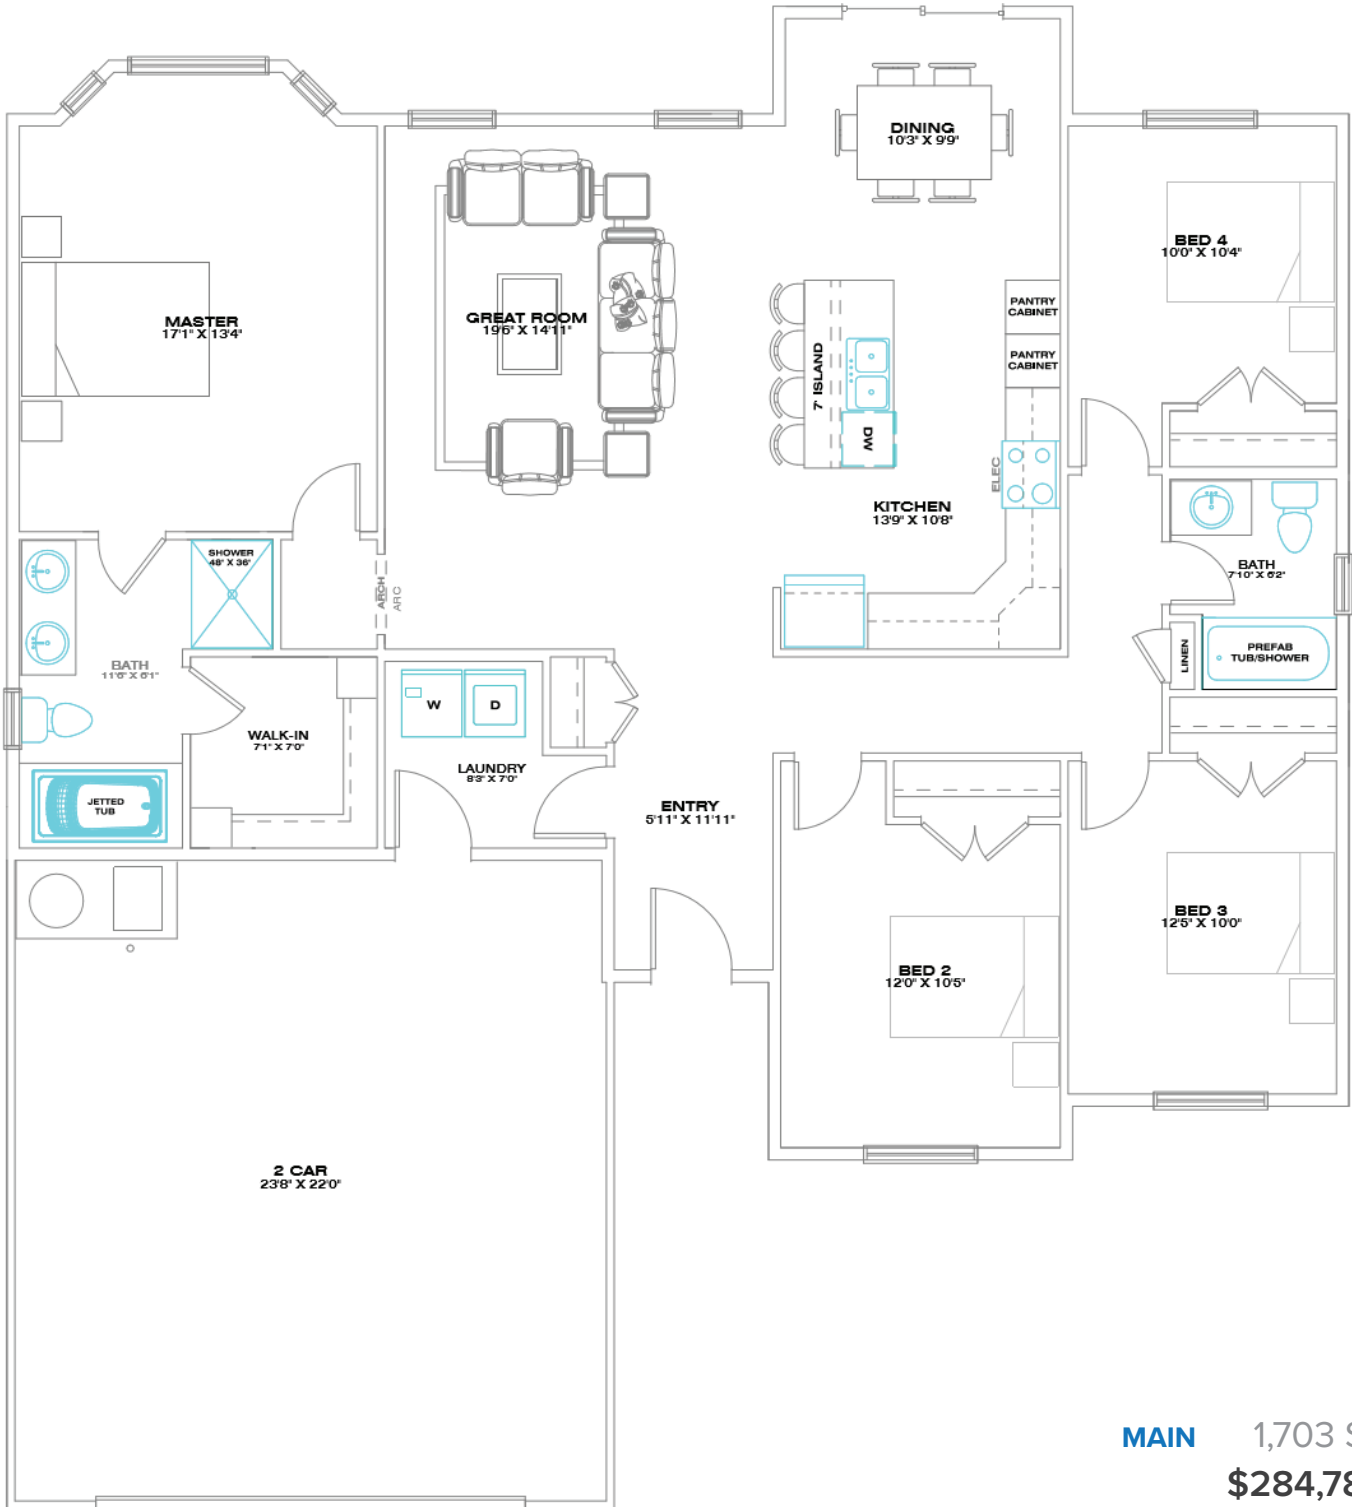 DINING
10'3" X 9'9"
BED 4
10'0" X 10'4"
MASTER
17'1" X 13'4"
GREAT ROOM
19'6" X 14'11"
PANTRY
CABINET
PANTRY
CABINET
7' ISLAND
DW
ELEC
KITCHEN
13'9" X 10'8"
SHOWER
48" X 36"
ARCH
ARC
BATH
7'10" X 6'2"
BATH
11'6" X 6'1"
LINEN
PREFAB
TUB/SHOWER
W
D
WALK-IN
7'1" X 7'0"
LAUNDRY
8'3" X 7'0"
JETTED
TUB
ENTRY
5'11" X 11'11"
BED 3
12'5" X 10'0"
BED 2
12'0" X 10'5"
2 CAR
23'8" X 22'0"
MAIN 1,703 S
$284,78